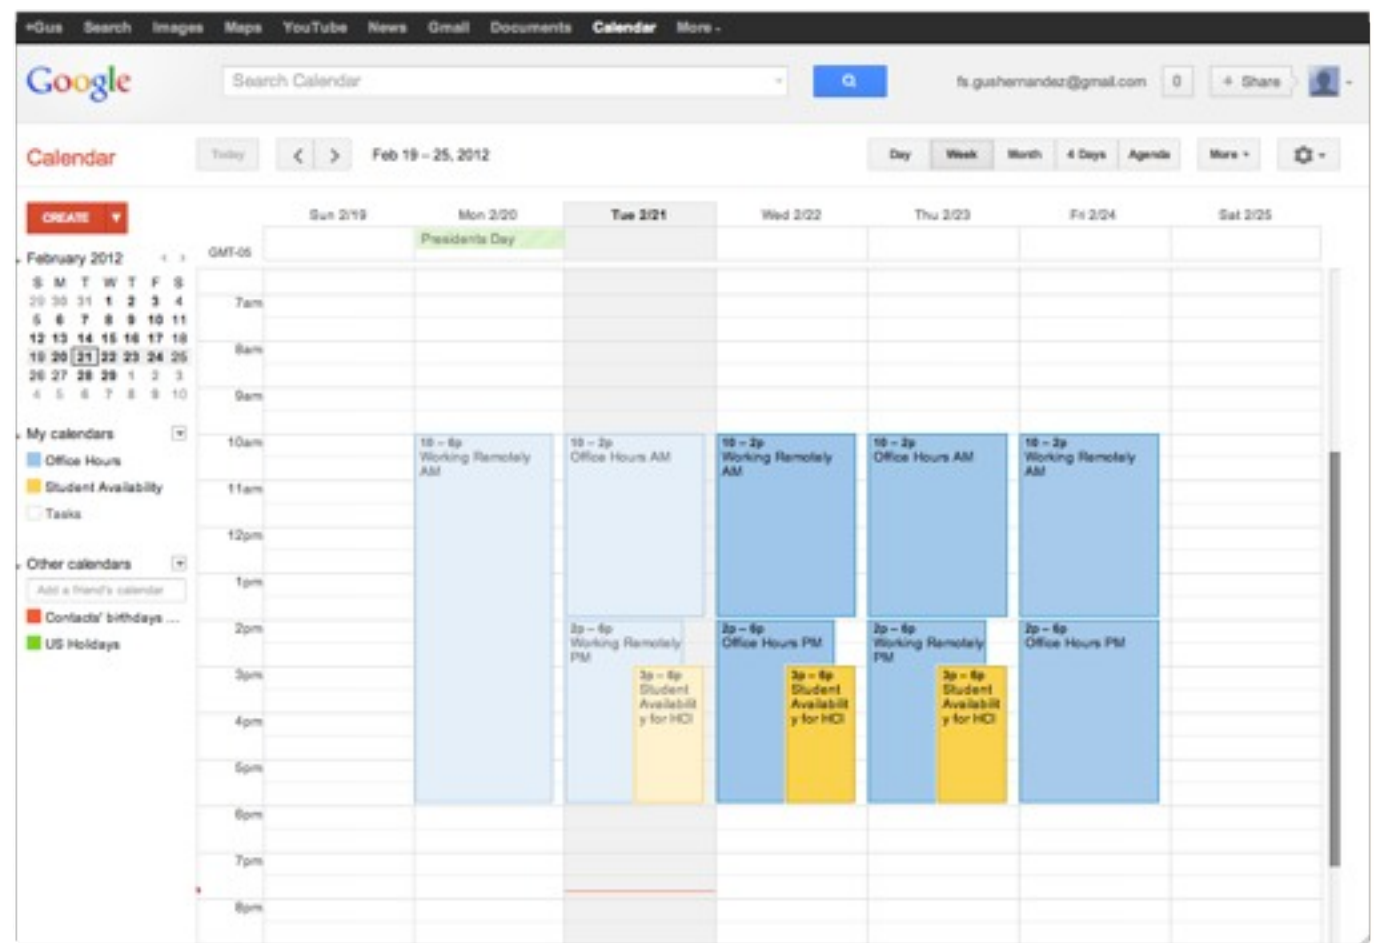 +Gus Search Images Maps YouTube News Gmail Documents Calendar More
Google
Search Calendar
fs.gushernandez@gmail.com
0
+ Share
Calendar
Today
Feb 19 – 25, 2012
Day Week Month 4 Days Agenda
More
CREATE
Sun 2/19 Mon 2/20 Tue 2/21 Wed 2/22 Thu 2/23 Fri 2/24 Sat 2/25
GMT-05
Presidents Day
February 2012
S M T W T F S
29 30 31 1 2 3 4
5 6 7 8 9 10 11
12 13 14 15 16 17 18
19 20 21 22 23 24 25
26 27 28 29 1 2 3
4 5 6 7 8 9 10
My calendars
Office Hours
Student Availability
Tasks
Other calendars
Add a friend's calendar
Contacts' birthdays ...
US Holidays
7am
8am
9am
10am
11am
12pm
1pm
2pm
3pm
4pm
5pm
6pm
7pm
8pm
10 – 6p
Working Remotely
AM
10 – 2p
Office Hours AM
2p – 6p
Working Remotely
PM
3p – 6p
Student
Availabilit
y for HCI
10 – 2p
Working Remotely
AM
2p – 6p
Office Hours PM
3p – 6p
Student
Availabilit
y for HCI
10 – 2p
Office Hours AM
2p – 6p
Working Remotely
PM
3p – 6p
Student
Availabilit
y for HCI
10 – 2p
Working Remotely
AM
2p – 6p
Office Hours PM